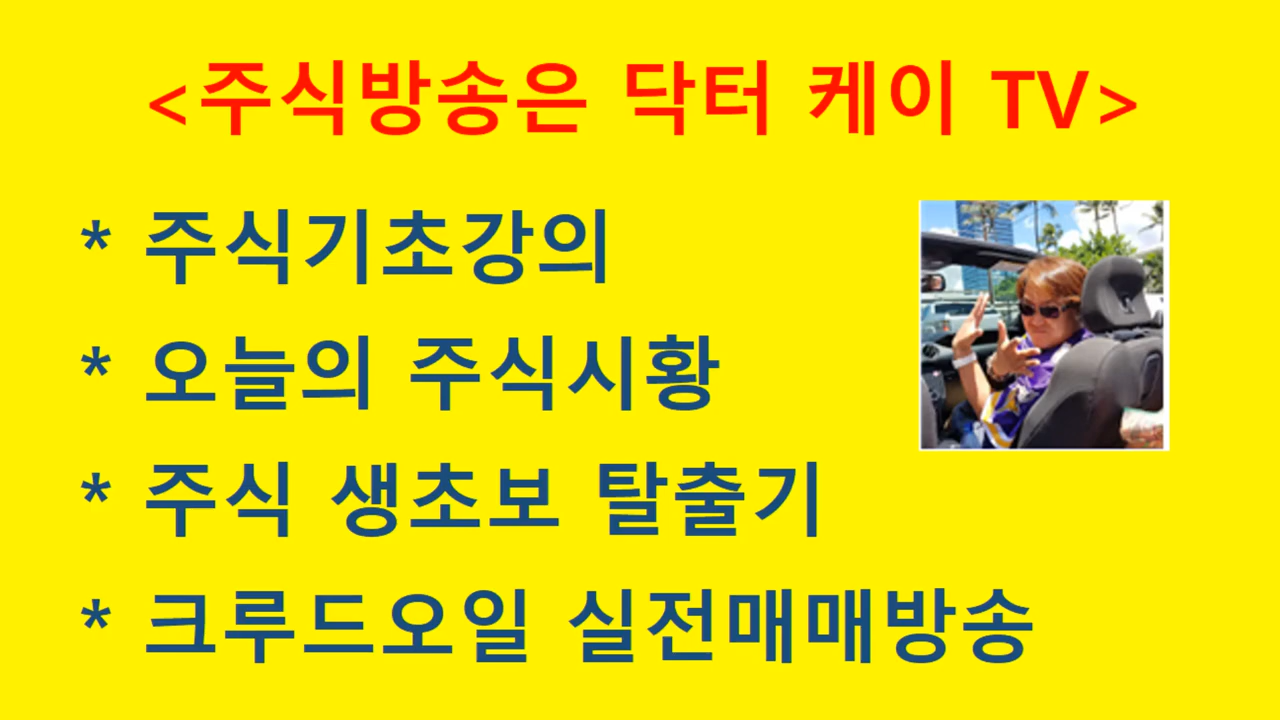 <주식방송은 닥터 케이 TV>
* 주식기초강의
* 오늘의 주식시황
* 주식 생초보 탈출기
* 크루드오일 실전매매방송